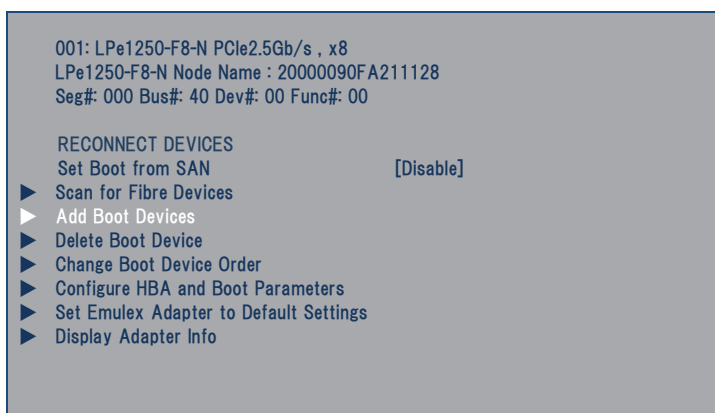 001: LPe1250-F8-N PCIe2.5Gb/s , x8
LPe1250-F8-N Node Name : 20000090FA211128
Seg#: 000 Bus#: 40 Dev#: 00 Func#: 00
RECONNECT DEVICES
Set Boot from SAN [Disable]
Scan for Fibre Devices
Add Boot Devices
Delete Boot Device
Change Boot Device Order
Configure HBA and Boot Parameters
Set Emulex Adapter to Default Settings
Display Adapter Info